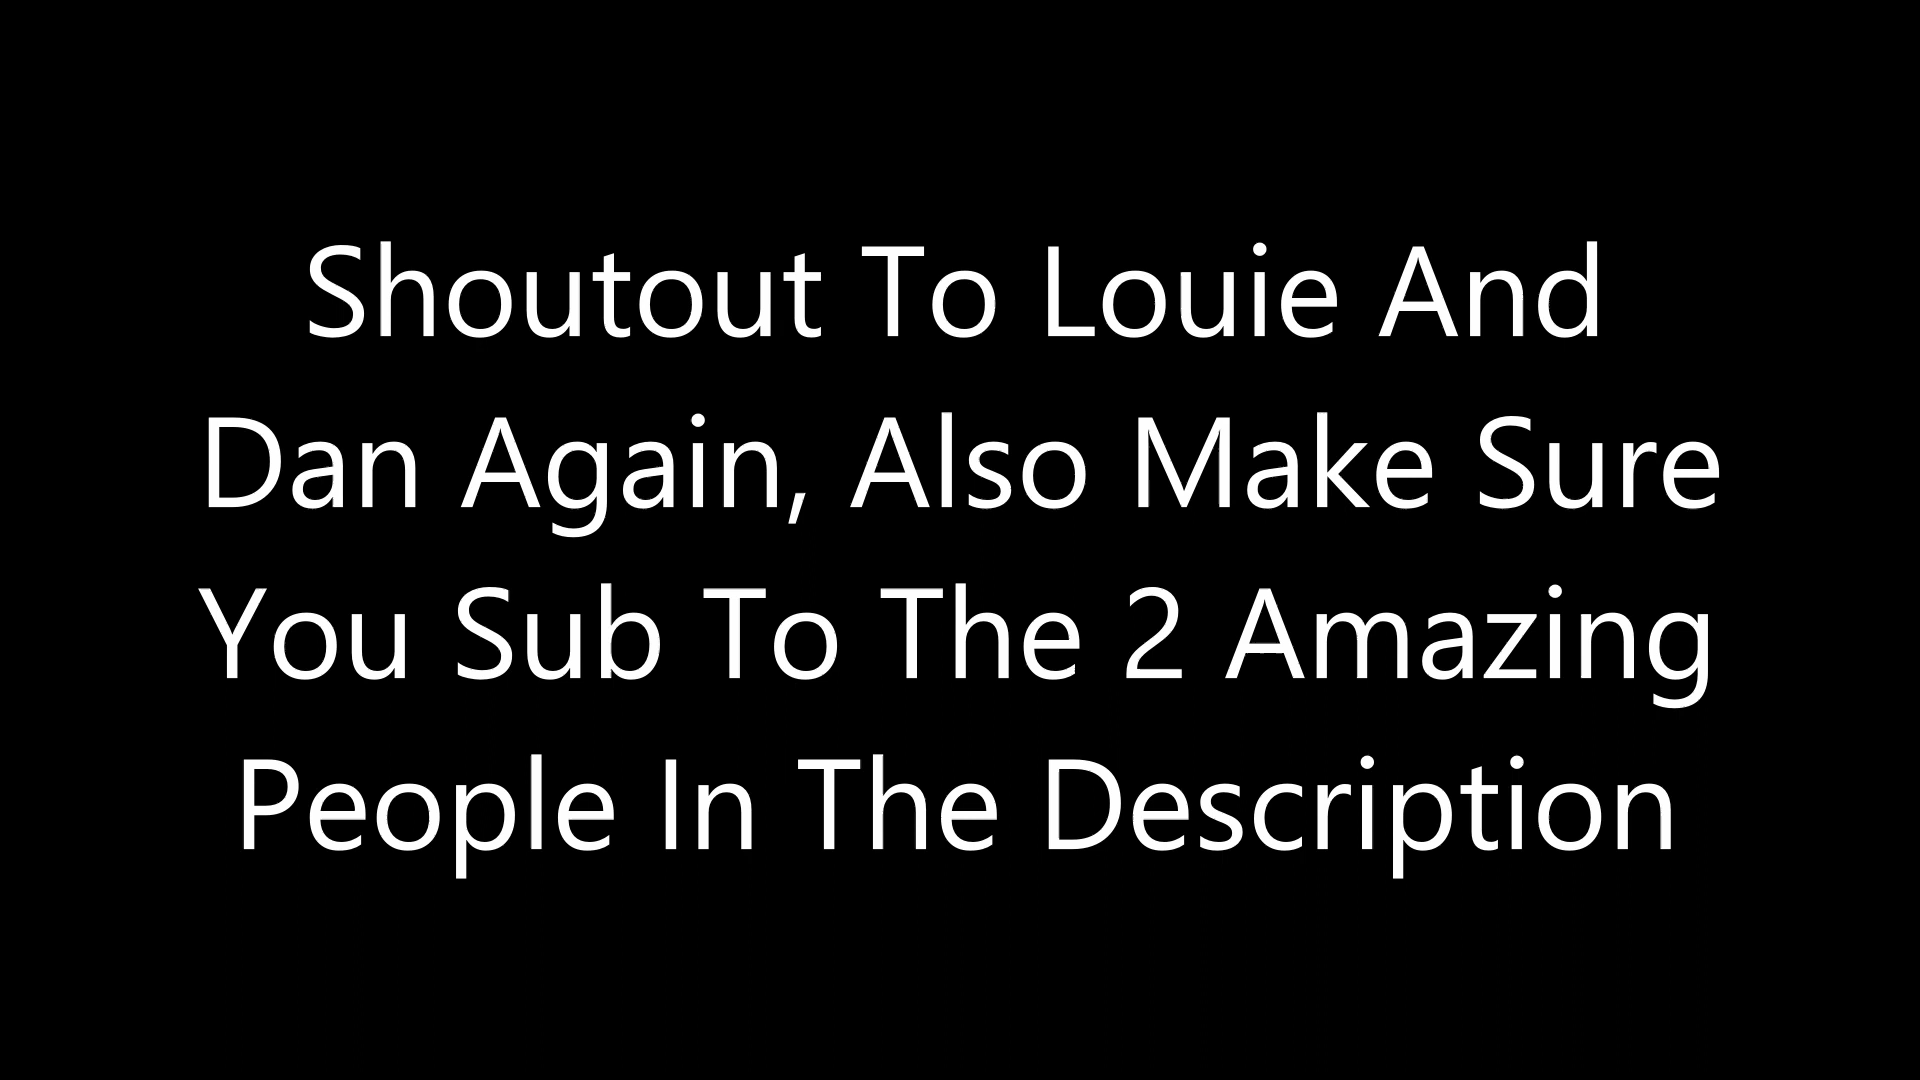 Shoutout To Louie And
Dan Again, Also Make Sure
You Sub To The 2 Amazing
People In The Description